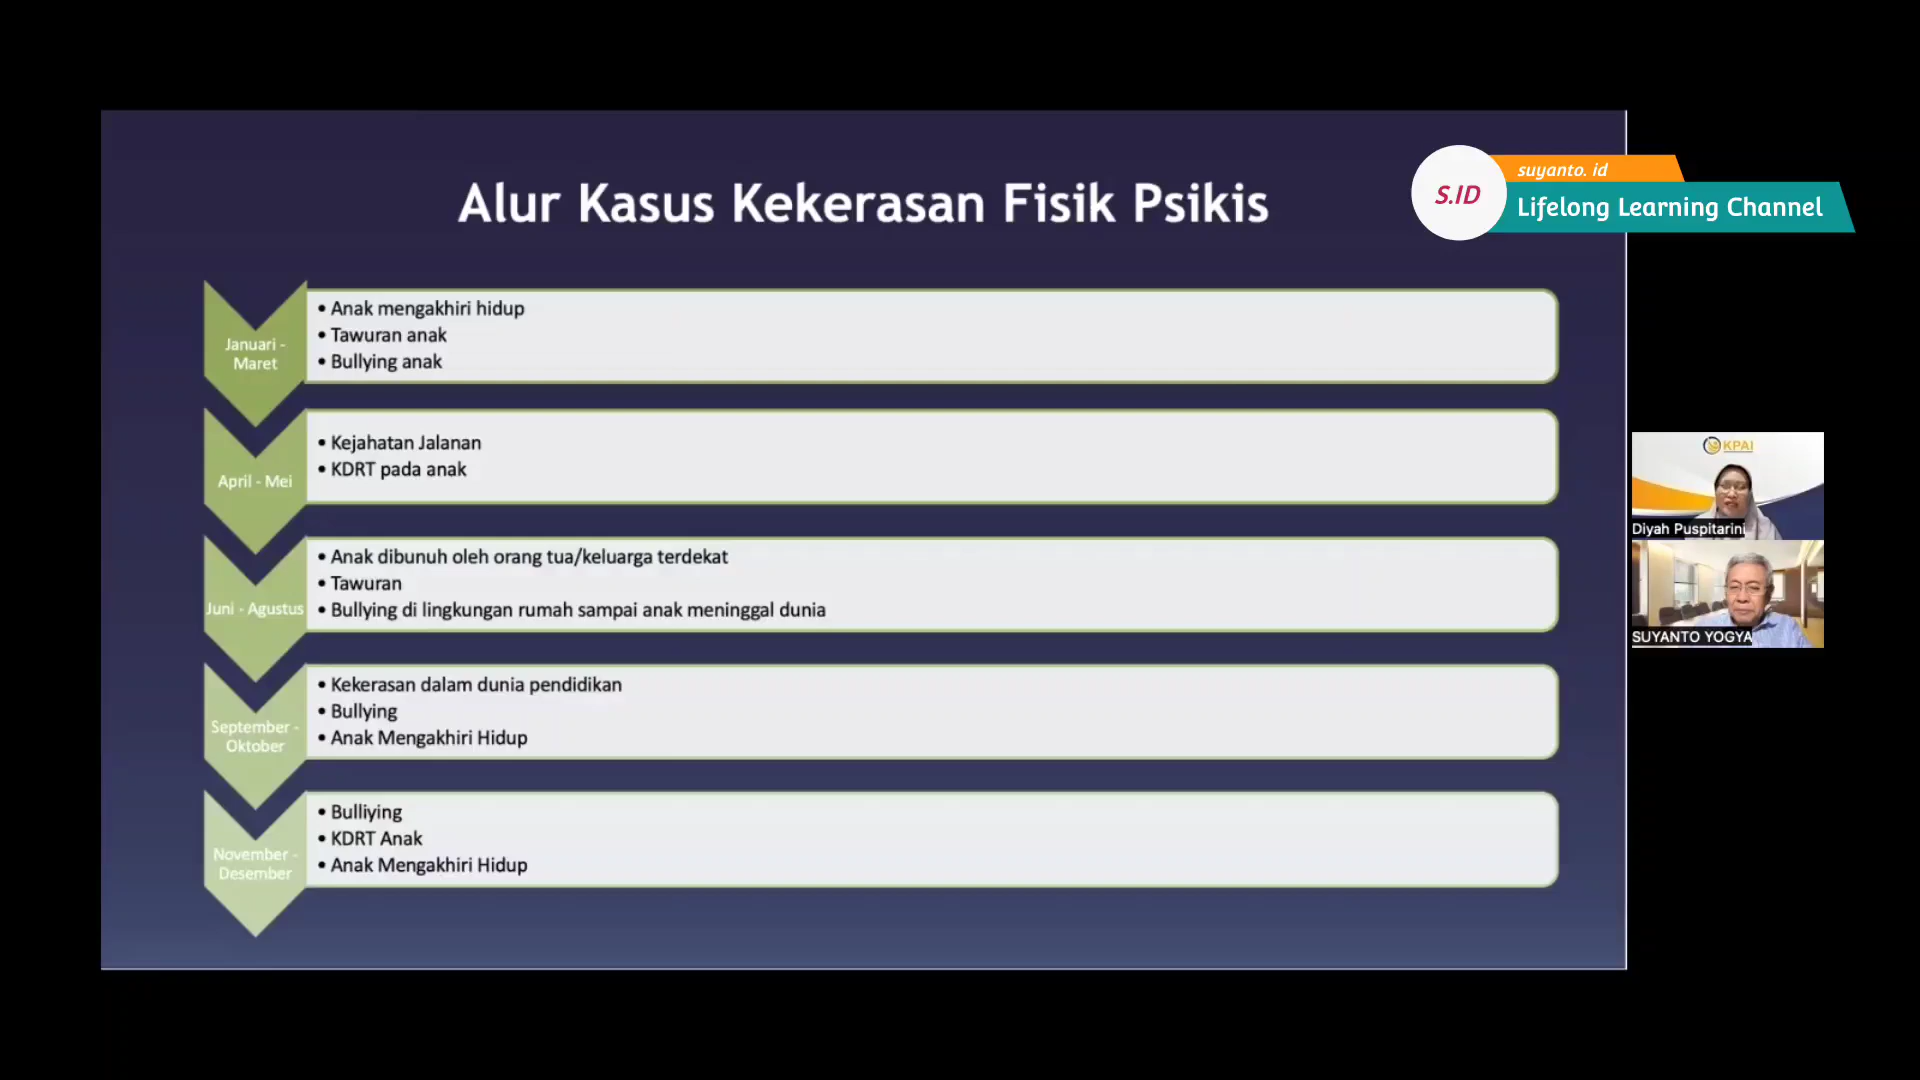 Alur Kasus Kekerasan Fisik Psikis
S.ID
suyanto. id
Lifelong Learning Channel
Januari -
Maret
• Anak mengakhiri hidup
• Tawuran anak
• Bullying anak
April - Mei
• Kejahatan Jalanan
• KDRT pada anak
Juni - Agustus
• Anak dibunuh oleh orang tua/keluarga terdekat
• Tawuran
• Bullying di lingkungan rumah sampai anak meninggal dunia
September -
Oktober
• Kekerasan dalam dunia pendidikan
• Bullying
• Anak Mengakhiri Hidup
November -
Desember
• Bulliying
• KDRT Anak
• Anak Mengakhiri Hidup
KPAI
Diyah Puspitarini
SUYANTO YOGYA